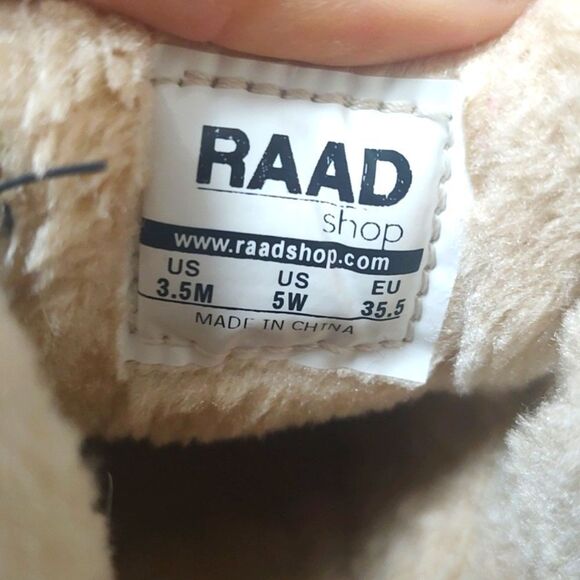 RAAD
shop
www.raadshop.com
US US EU
3.5M 5W 35.5
MADE IN CHINA